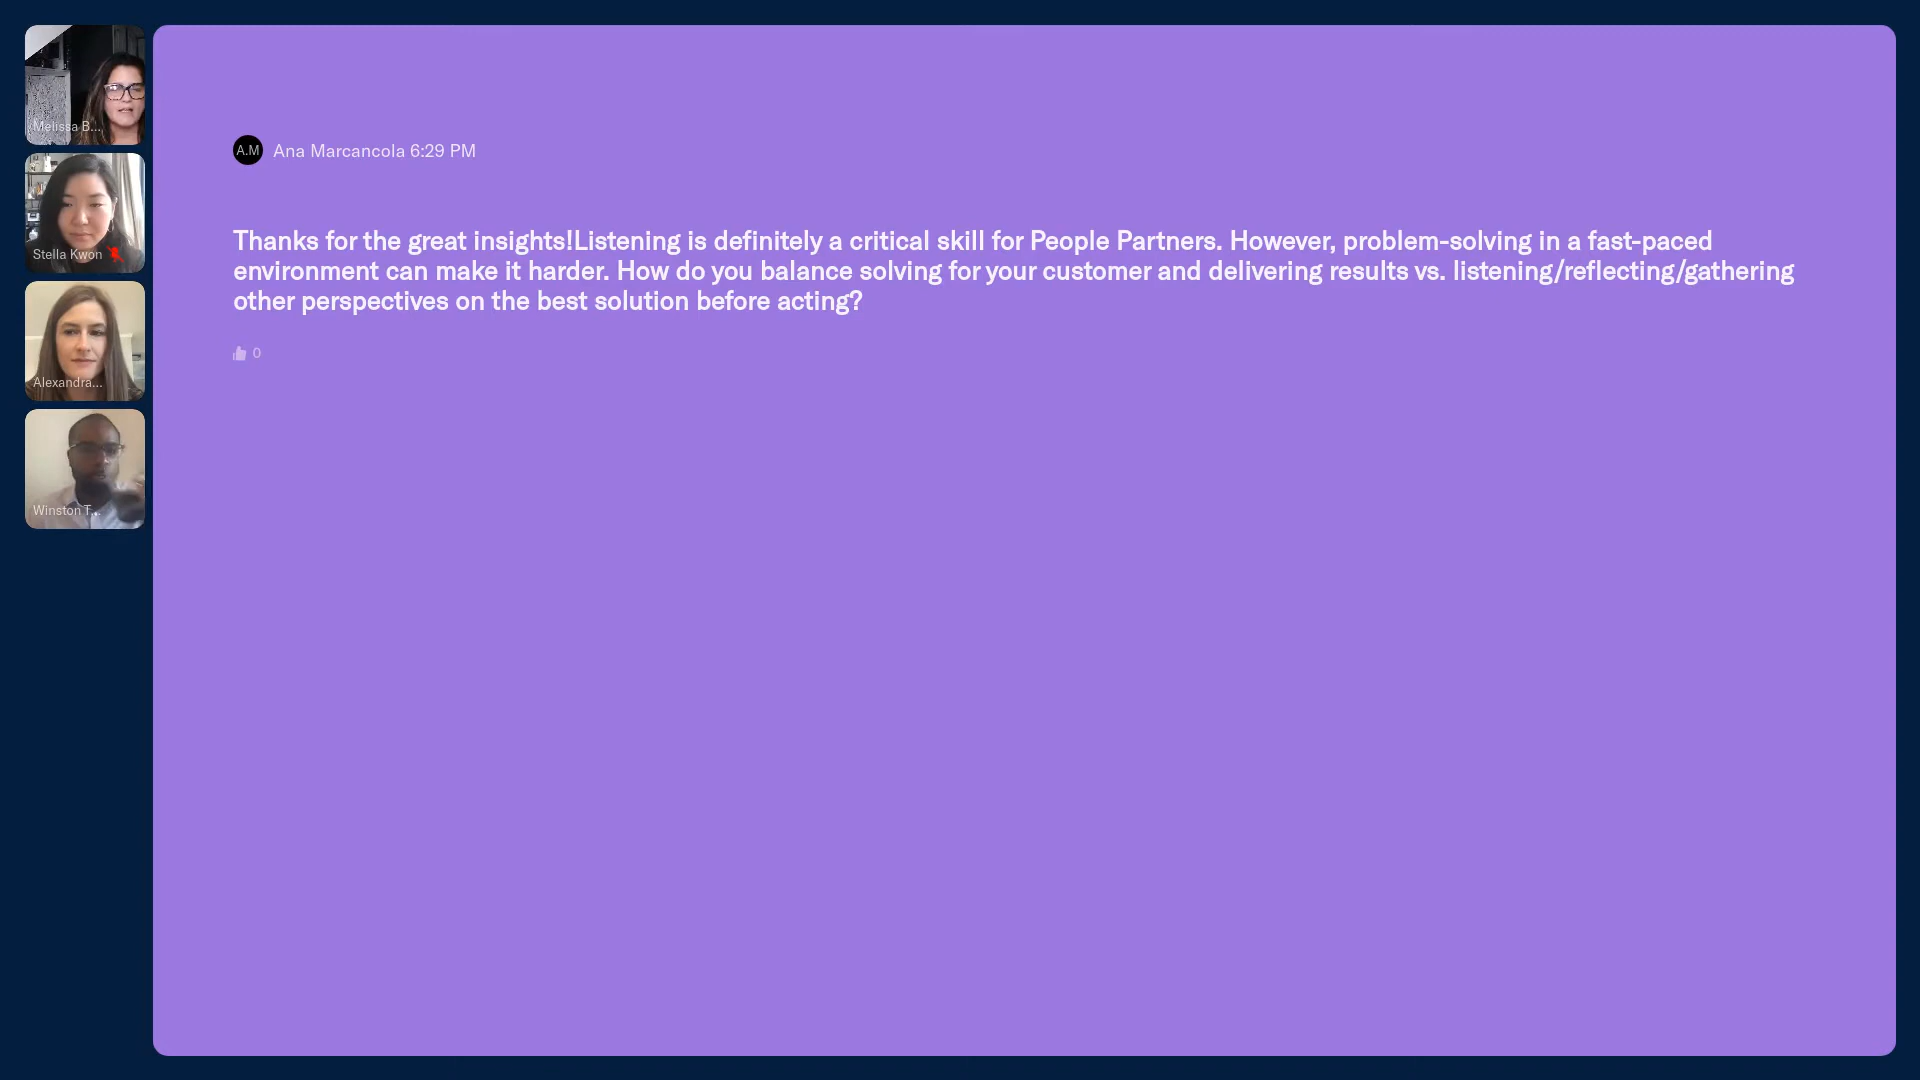 Melissa B...
Stella Kwon
Alexandra...
Winston T...
A.M
Ana Marcancola 6:29 PM
Thanks for the great insights!Listening is definitely a critical skill for People Partners. However, problem-solving in a fast-paced
environment can make it harder. How do you balance solving for your customer and delivering results vs. listening/reflecting/gathering
other perspectives on the best solution before acting?
0